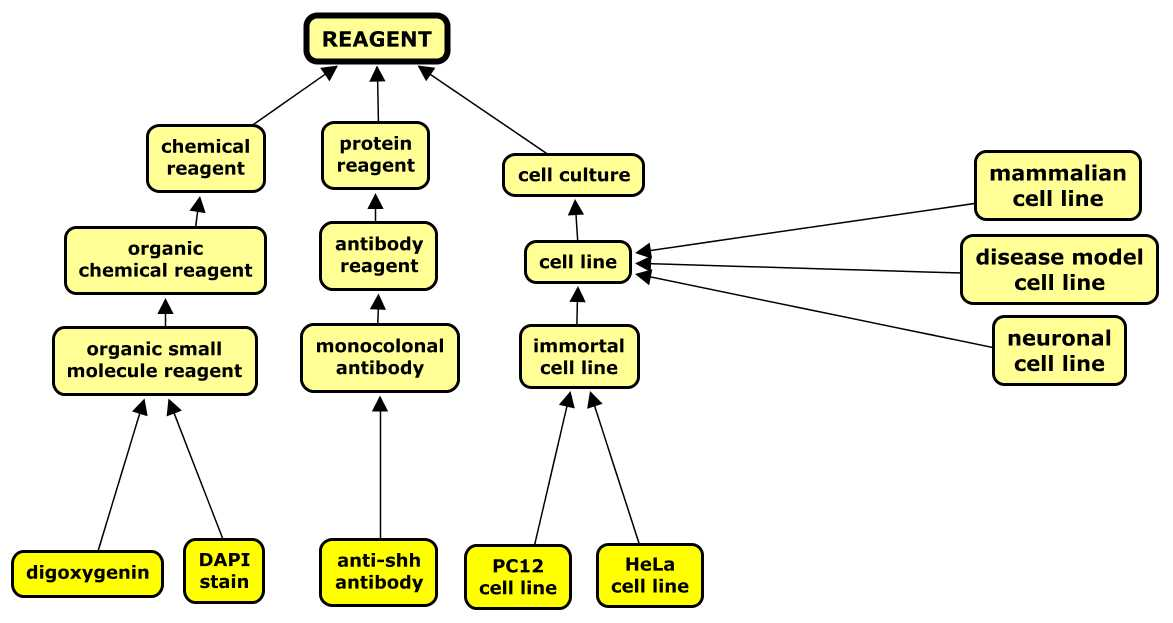 REAGENT
chemical
reagent
protein
reagent
cell culture
mammalian
cell line
organic
chemical reagent
antibody
reagent
cell line
disease model
cell line
organic small
molecule reagent
monocolonal
antibody
immortal
cell line
neuronal
cell line
digoxygenin
DAPI
stain
anti-shh
antibody
PC12
cell line
HeLa
cell line